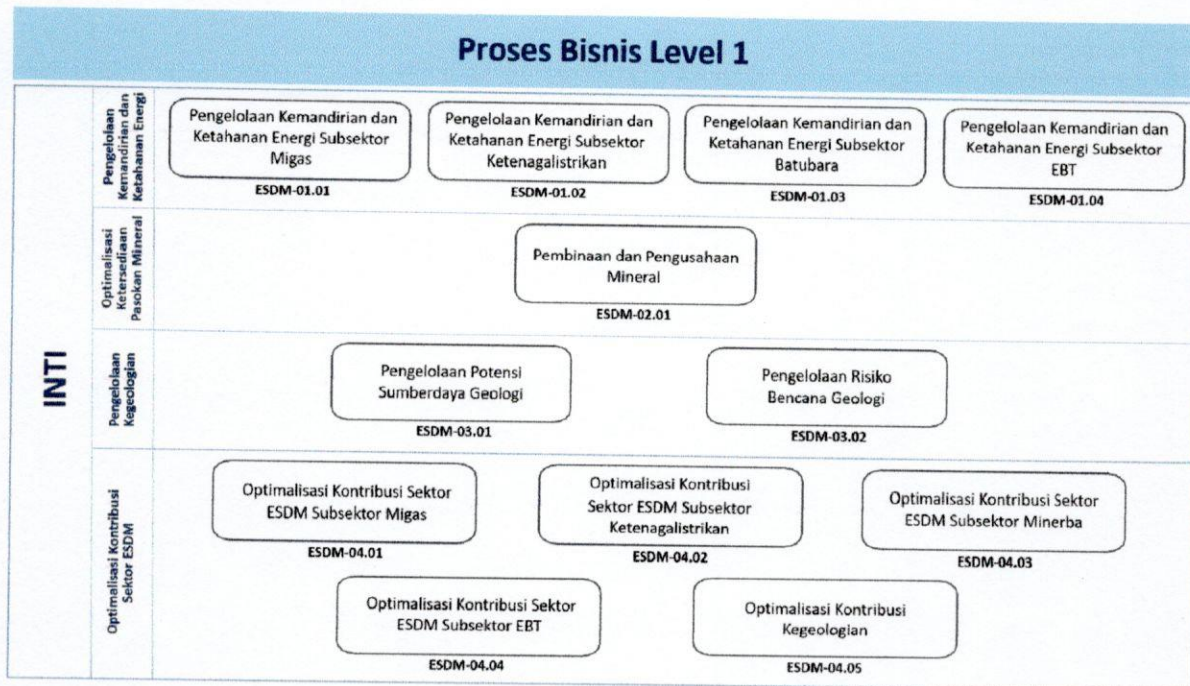 Proses Bisnis Level 1
INTI
Pengelolaan
Kemandirian dan
Ketahanan Energi
Pengelolaan Kemandirian dan
Ketahanan Energi Subsektor
Migas
ESDM-01.01
Pengelolaan Kemandirian dan
Ketahanan Energi Subsektor
Ketenagalistrikan
ESDM-01.02
Pengelolaan Kemandirian dan
Ketahanan Energi Subsektor
Batubara
ESDM-01.03
Pengelolaan Kemandirian dan
Ketahanan Energi Subsektor
EBT
ESDM-01.04
Optimalisasi
Ketersediaan
Pasokan Mineral
Pembinaan dan Pengusahaan
Mineral
ESDM-02.01
Pengelolaan
Kegeologian
Pengelolaan Potensi
Sumberdaya Geologi
ESDM-03.01
Pengelolaan Risiko
Bencana Geologi
ESDM-03.02
Optimalisasi Kontribusi
Sektor ESDM
Optimalisasi Kontribusi Sektor
ESDM Subsektor Migas
ESDM-04.01
Optimalisasi Kontribusi
Sektor ESDM Subsektor
Ketenagalistrikan
ESDM-04.02
Optimalisasi Kontribusi Sektor
ESDM Subsektor Minerba
ESDM-04.03
Optimalisasi Kontribusi Sektor
ESDM Subsektor EBT
ESDM-04.04
Optimalisasi Kontribusi
Kegeologian
ESDM-04.05